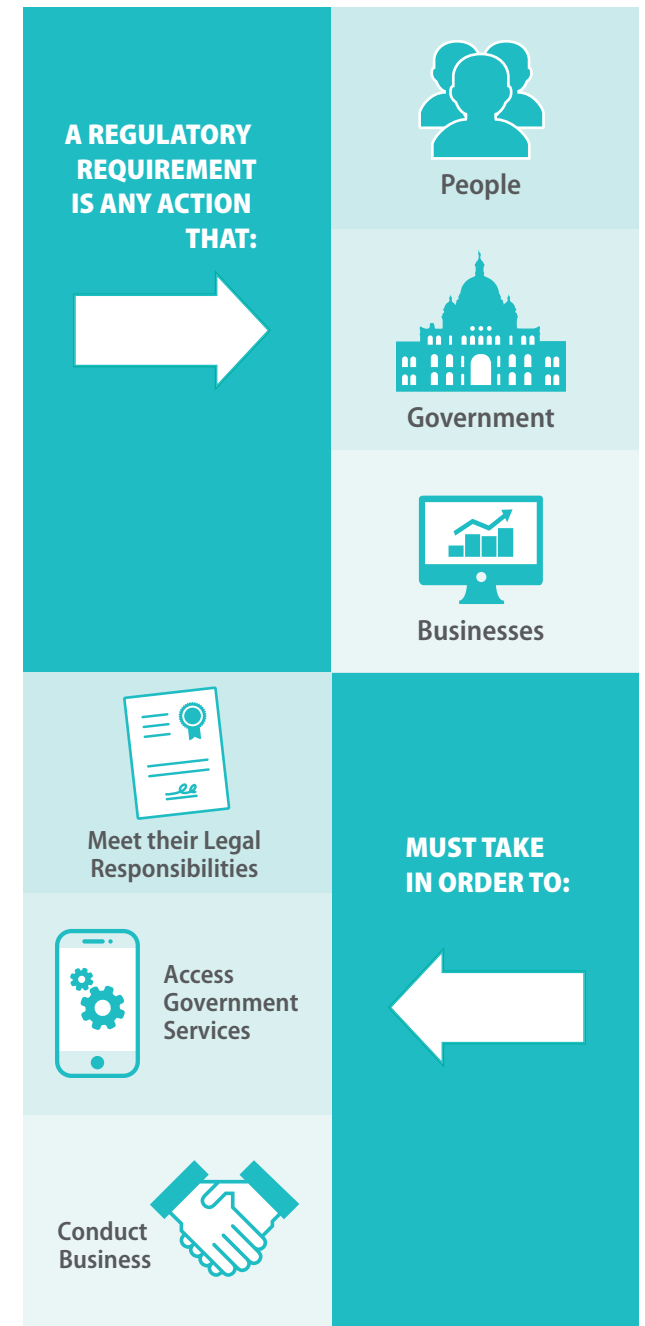 A REGULATORY
REQUIREMENT
IS ANY ACTION
THAT:
People
Government
Businesses
MUST TAKE
IN ORDER TO:
Meet their Legal
Responsibilities
Access
Government
Services
Conduct
Business